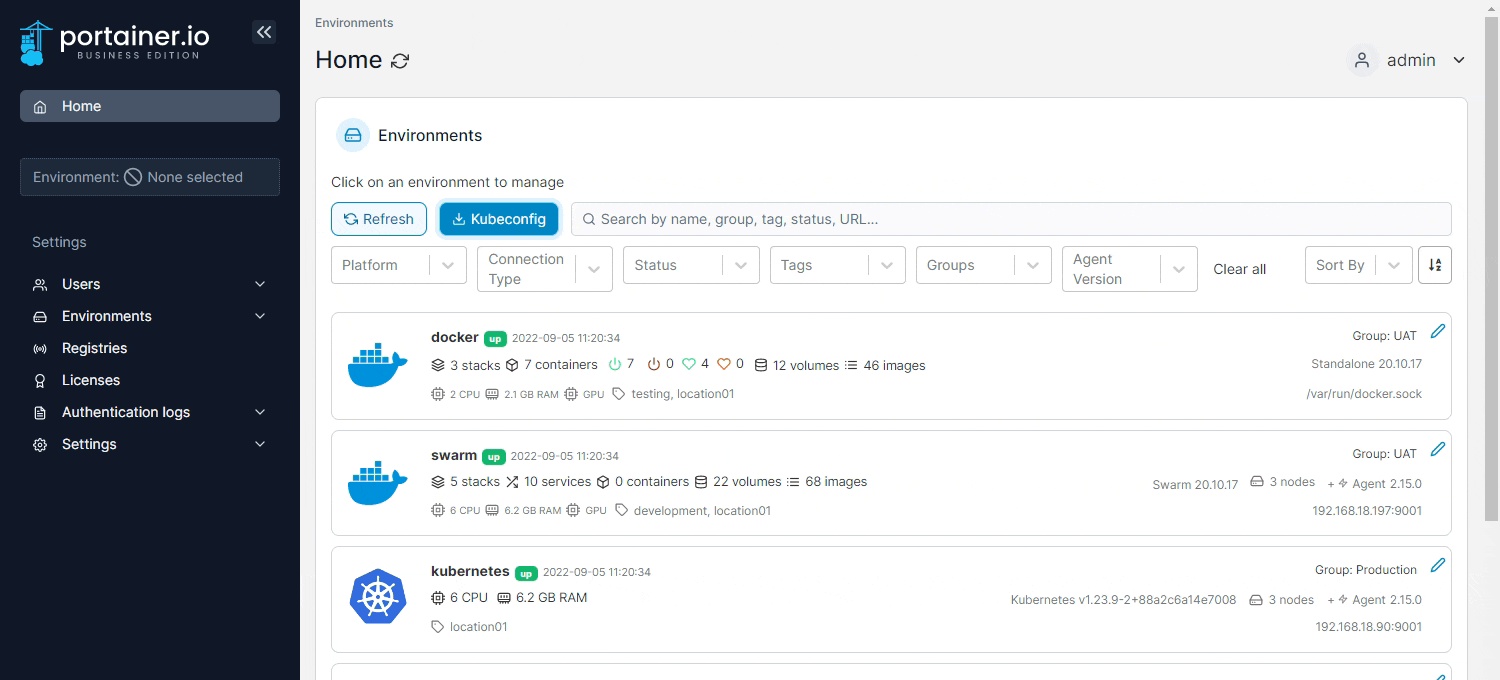 portainer.io
BUSINESS EDITION
Home
Environment: None selected
Settings
Users
Environments
Registries
Licenses
Authentication logs
Settings
Environments
Home
admin
Environments
Click on an environment to manage
Refresh
Kubeconfig
Search by name, group, tag, status, URL...
Platform
Connection Type
Status
Tags
Groups
Agent Version
Clear all
Sort By
A
Z
docker up 2022-09-05 11:20:34
Group: UAT
3 stacks 7 containers 7 0 4 0 12 volumes 46 images
Standalone 20.10.17
2 CPU 2.1 GB RAM GPU testing, location01
/var/run/docker.sock
swarm up 2022-09-05 11:20:34
Group: UAT
5 stacks 10 services 0 containers 22 volumes 68 images
Swarm 20.10.17 3 nodes + Agent 2.15.0
6 CPU 6.2 GB RAM GPU development, location01
192.168.18.197:9001
kubernetes up 2022-09-05 11:20:34
Group: Production
6 CPU 6.2 GB RAM
Kubernetes v1.23.9-2+88a2c6a14e7008 3 nodes + Agent 2.15.0
location01
192.168.18.90:9001